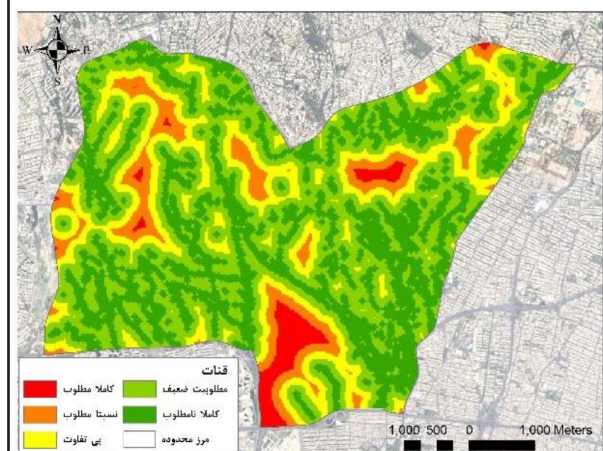 N
W E
S
قنات
کاملا مطلوب
مطلوبیت ضعیف
نسبتا مطلوب
کاملا نامطلوب
بی تفاوت
مرز محدوده
1,000 500 0 1,000 Meters